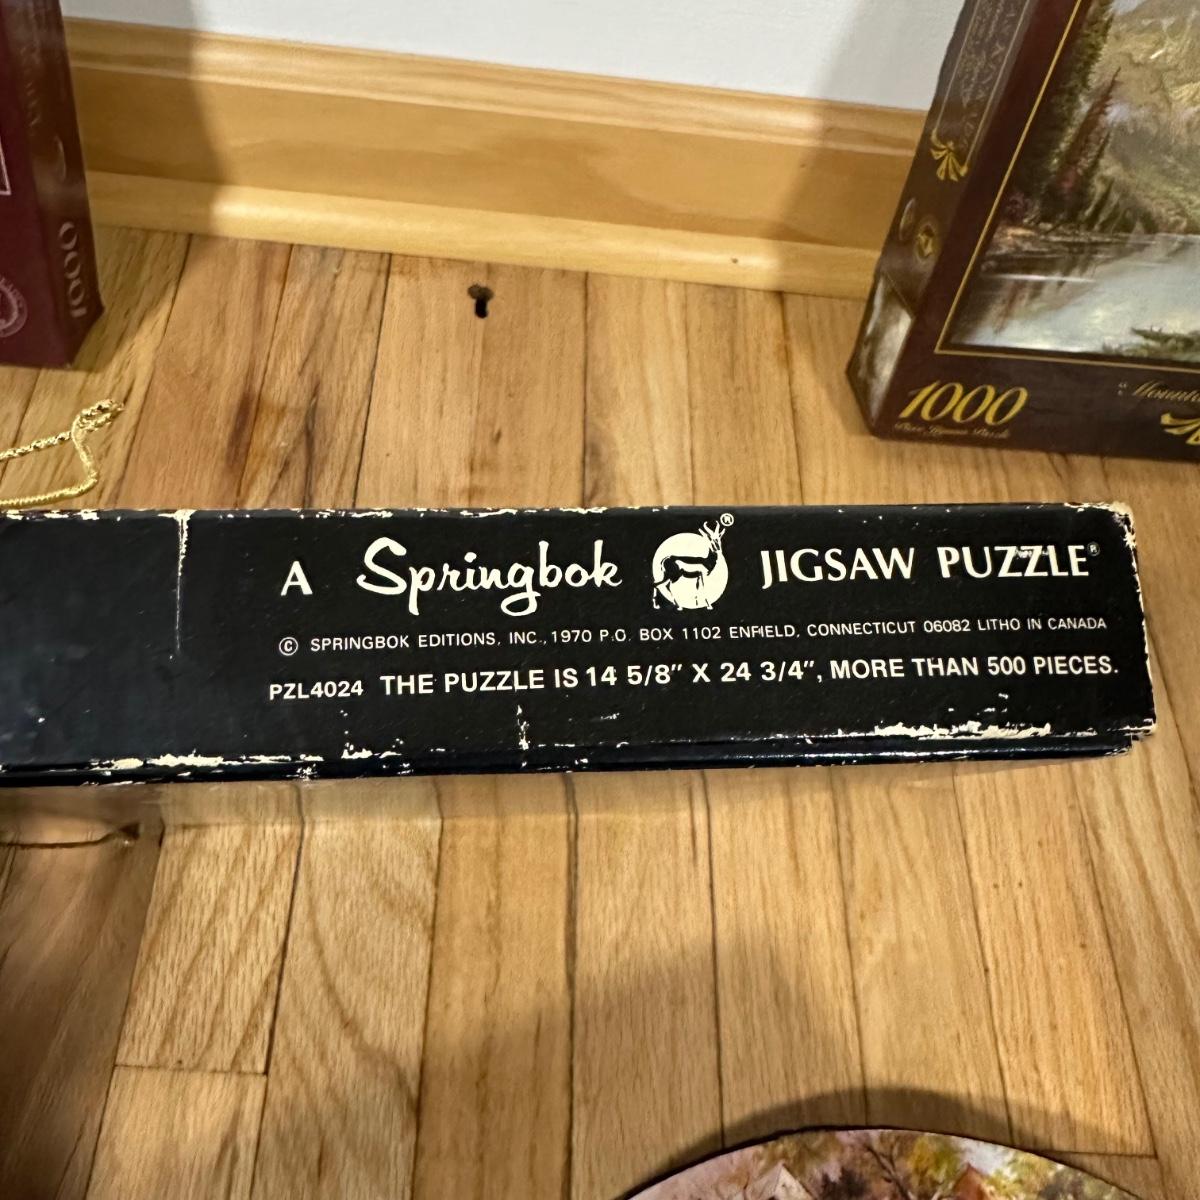 1000
1000
A Springbok ® JIGSAW PUZZLE®
© SPRINGBOK EDITIONS, INC., 1970 P.O. BOX 1102 ENFIELD, CONNECTICUT 06082 LITHO IN CANADA
PZL4024 THE PUZZLE IS 14 5/8" X 24 3/4", MORE THAN 500 PIECES.